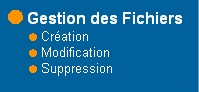 Gestion des Fichiers
Création
Modification
Suppression